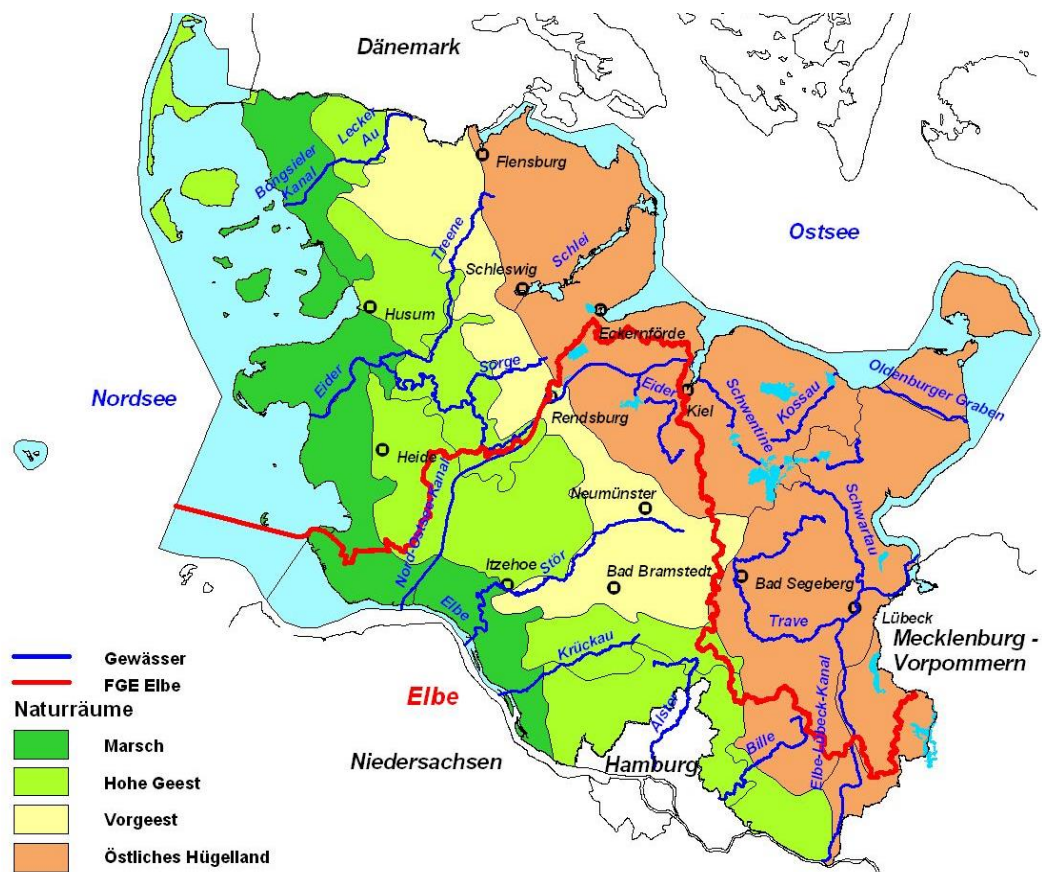 Dänemark
Lecker
Au
Bongsieler
Kanal
Flensburg
Ostsee
Treene
Schlei
Schleswig
Husum
Eckernförde
Sorge
Eider
Nordsee
Oldenburger Graben
Kossau
Schwentine
Eider
Kiel
Rendsburg
Heide
Nord-Ostsee-Kanal
Neumünster
Schwartau
Itzehoe
Stör
Bad Bramstedt
Bad Segeberg
Elbe
Trave
Lübeck
Krückau
Mecklenburg -
Vorpommern
Elbe
Alster
Elbe-Lübeck-Kanal
Bille
Niedersachsen
Hamburg
Gewässer
FGE Elbe
Naturräume
Marsch
Hohe Geest
Vorgeest
Östliches Hügelland